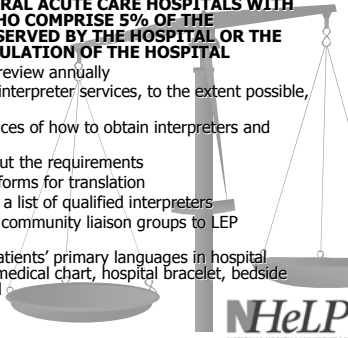 RAL ACUTE CARE HOSPITALS WITH
HO COMPRISE 5% OF THE
SERVED BY THE HOSPITAL OR THE
PULATION OF THE HOSPITAL
review annually
interpreter services, to the extent possible,
ces of how to obtain interpreters and
ut the requirements
forms for translation
a list of qualified interpreters
community liaison groups to LEP
atients’ primary languages in hospital
medical chart, hospital bracelet, bedside
NHeLP